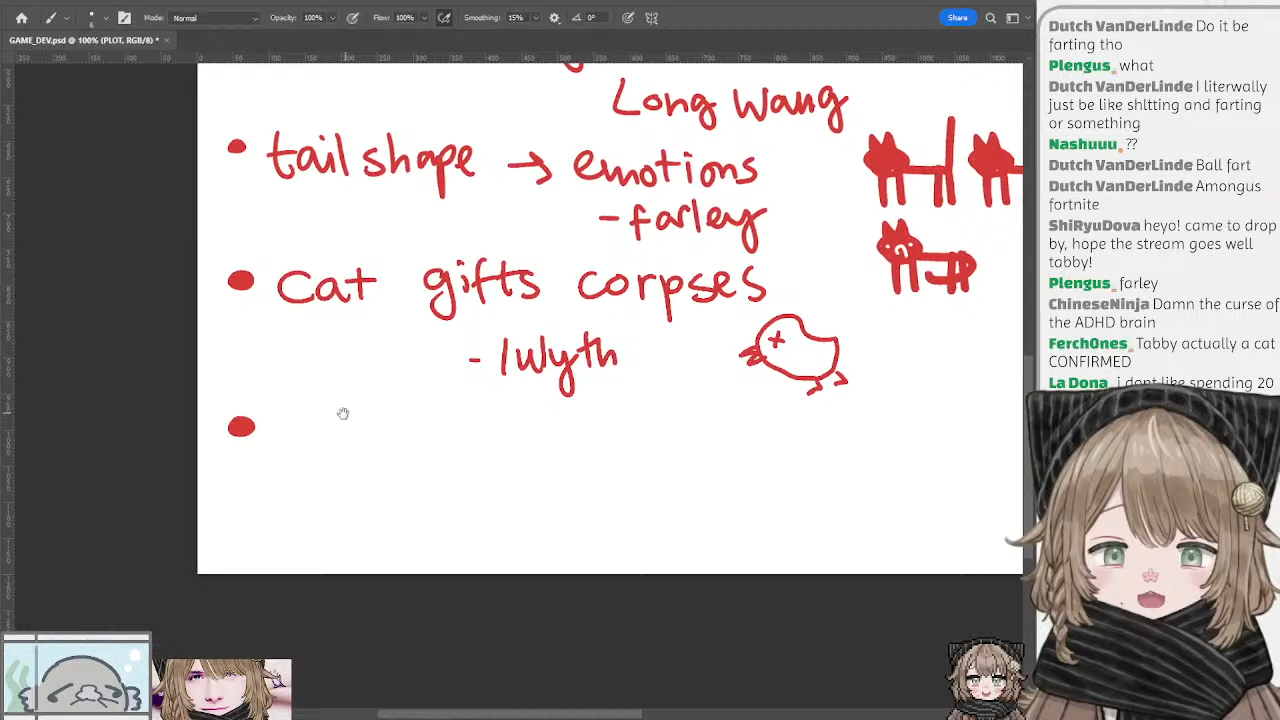 Mode: Normal Opacity: 100% Flow: 100% Smoothing: 15% 0° Share
GAME_DEV.psd @ 100% (PLOT, RGB/8) *
Long Wang
• tail shape → emotions
- farley
• cat gifts corpses
- lwyth
•
Dutch VanDerLinde Do it be
farting tho
Plengus_ what
Dutch VanDerLinde I literwally
just be like shltting and farting
or something
Nashuuu_ ??
Dutch VanDerLinde Ball fart
Dutch VanDerLinde Amongus
fortnite
ShiRyuDova heyo! came to drop
by, hope the stream goes well
tabby!
Plengus_ farley
ChineseNinja Damn the curse of
the ADHD brain
FerchOnes_ Tabby actually a cat
CONFIRMED
La Dona_ i dont like spending 20